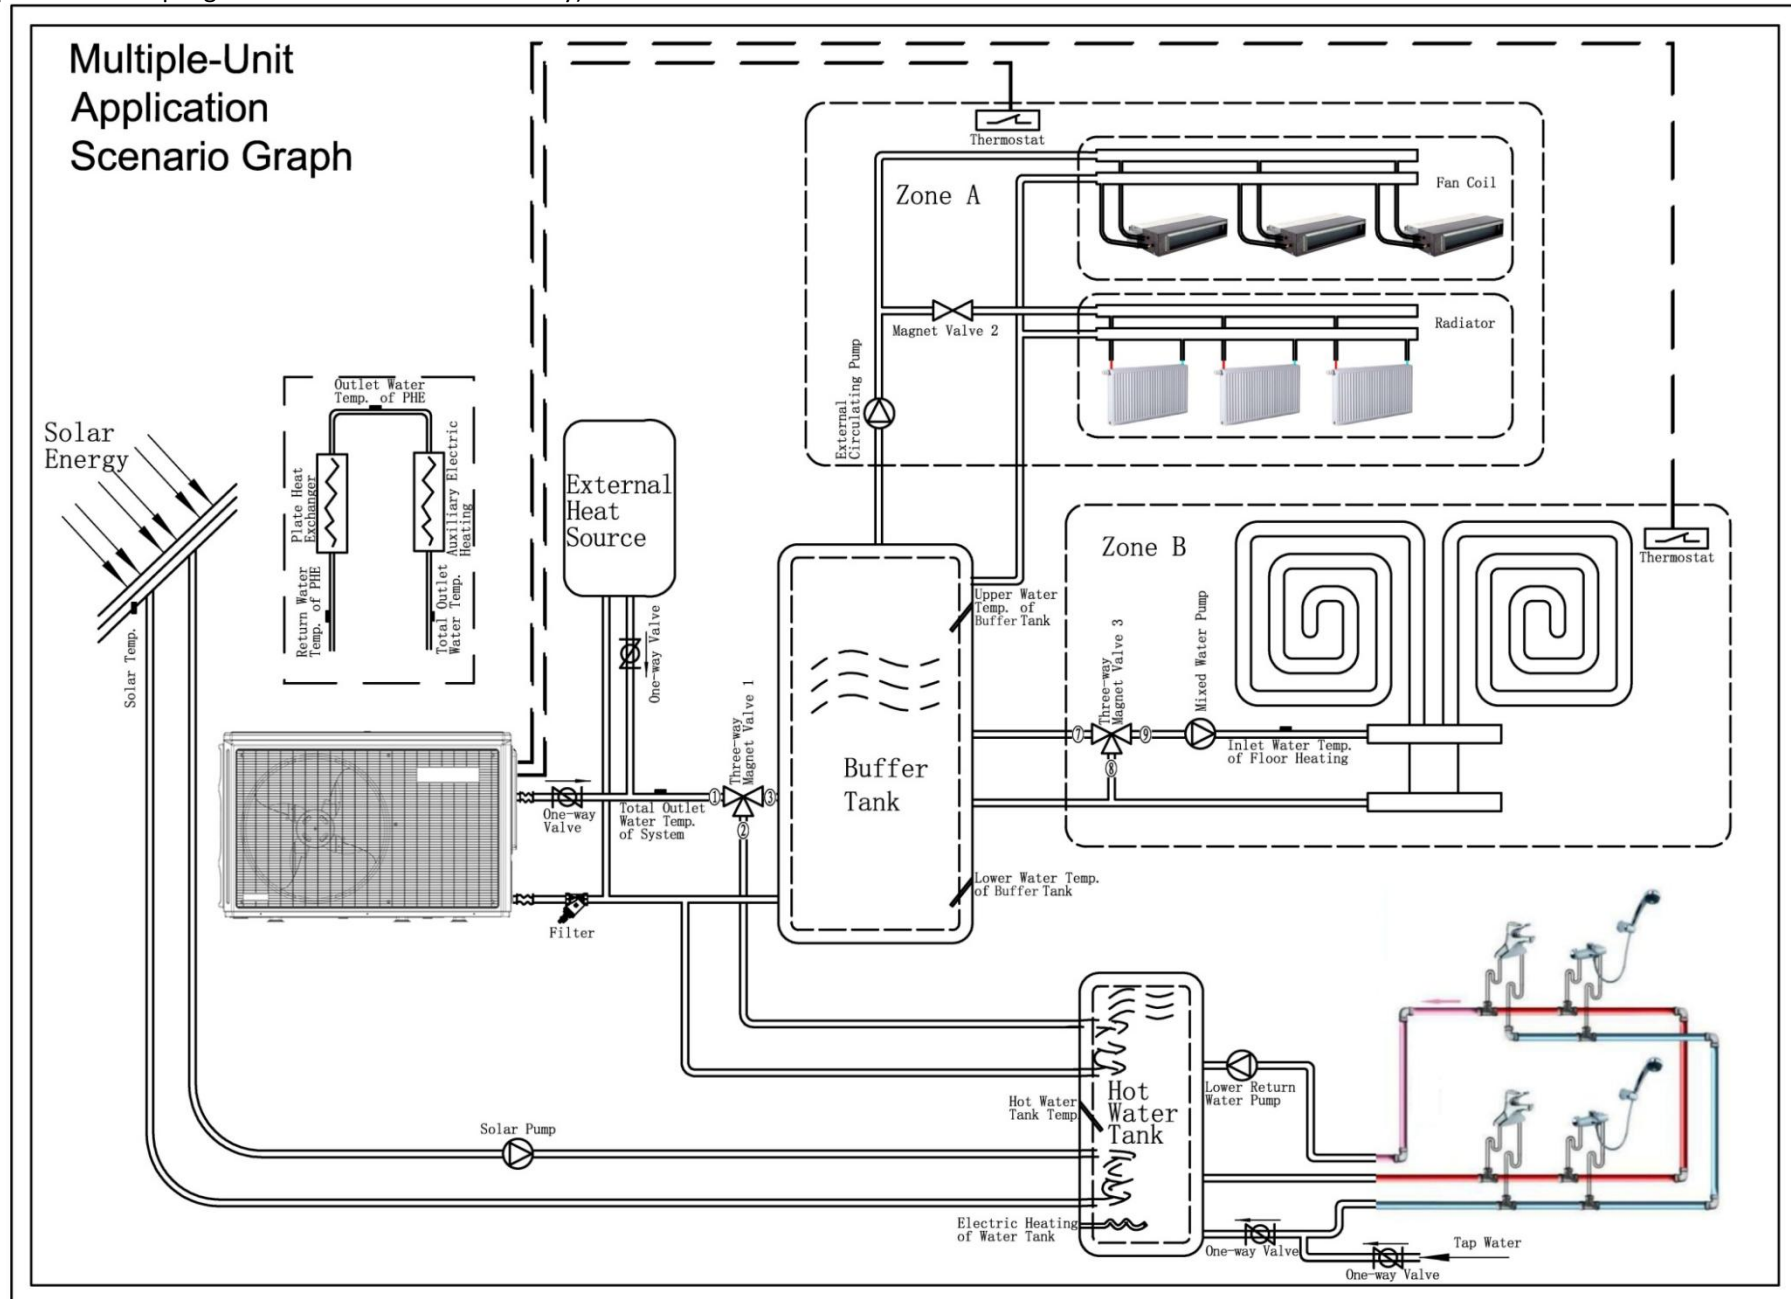 Multiple-Unit
Application
Scenario Graph
Thermostat
Zone A
Fan Coil
Magnet Valve 2
Radiator
External
Circulating Pump
Solar
Energy
Outlet Water
Temp. of PHE
Plate Heat
Exchanger
Auxiliary Electric
Heating
Return Water
Temp. of PHE
Total Outlet
Water Temp.
Solar Temp.
External
Heat
Source
One-way Valve
Zone B
Thermostat
Upper Water
Temp. of
Buffer Tank
Three-way
Magnet Valve 1
Three-way
Magnet Valve 3
Mixed Water Pump
⑦
⑨
⑧
Inlet Water Temp.
of Floor Heating
Buffer
Tank
One-way
Valve
Total Outlet
Water Temp.
of System
①
③
②
Lower Water Temp.
of Buffer Tank
Filter
Hot Water
Tank Temp.
Hot
Water
Tank
Lower Return
Water Pump
Solar Pump
Electric Heating
of Water Tank
One-way Valve
Tap Water
One-way Valve